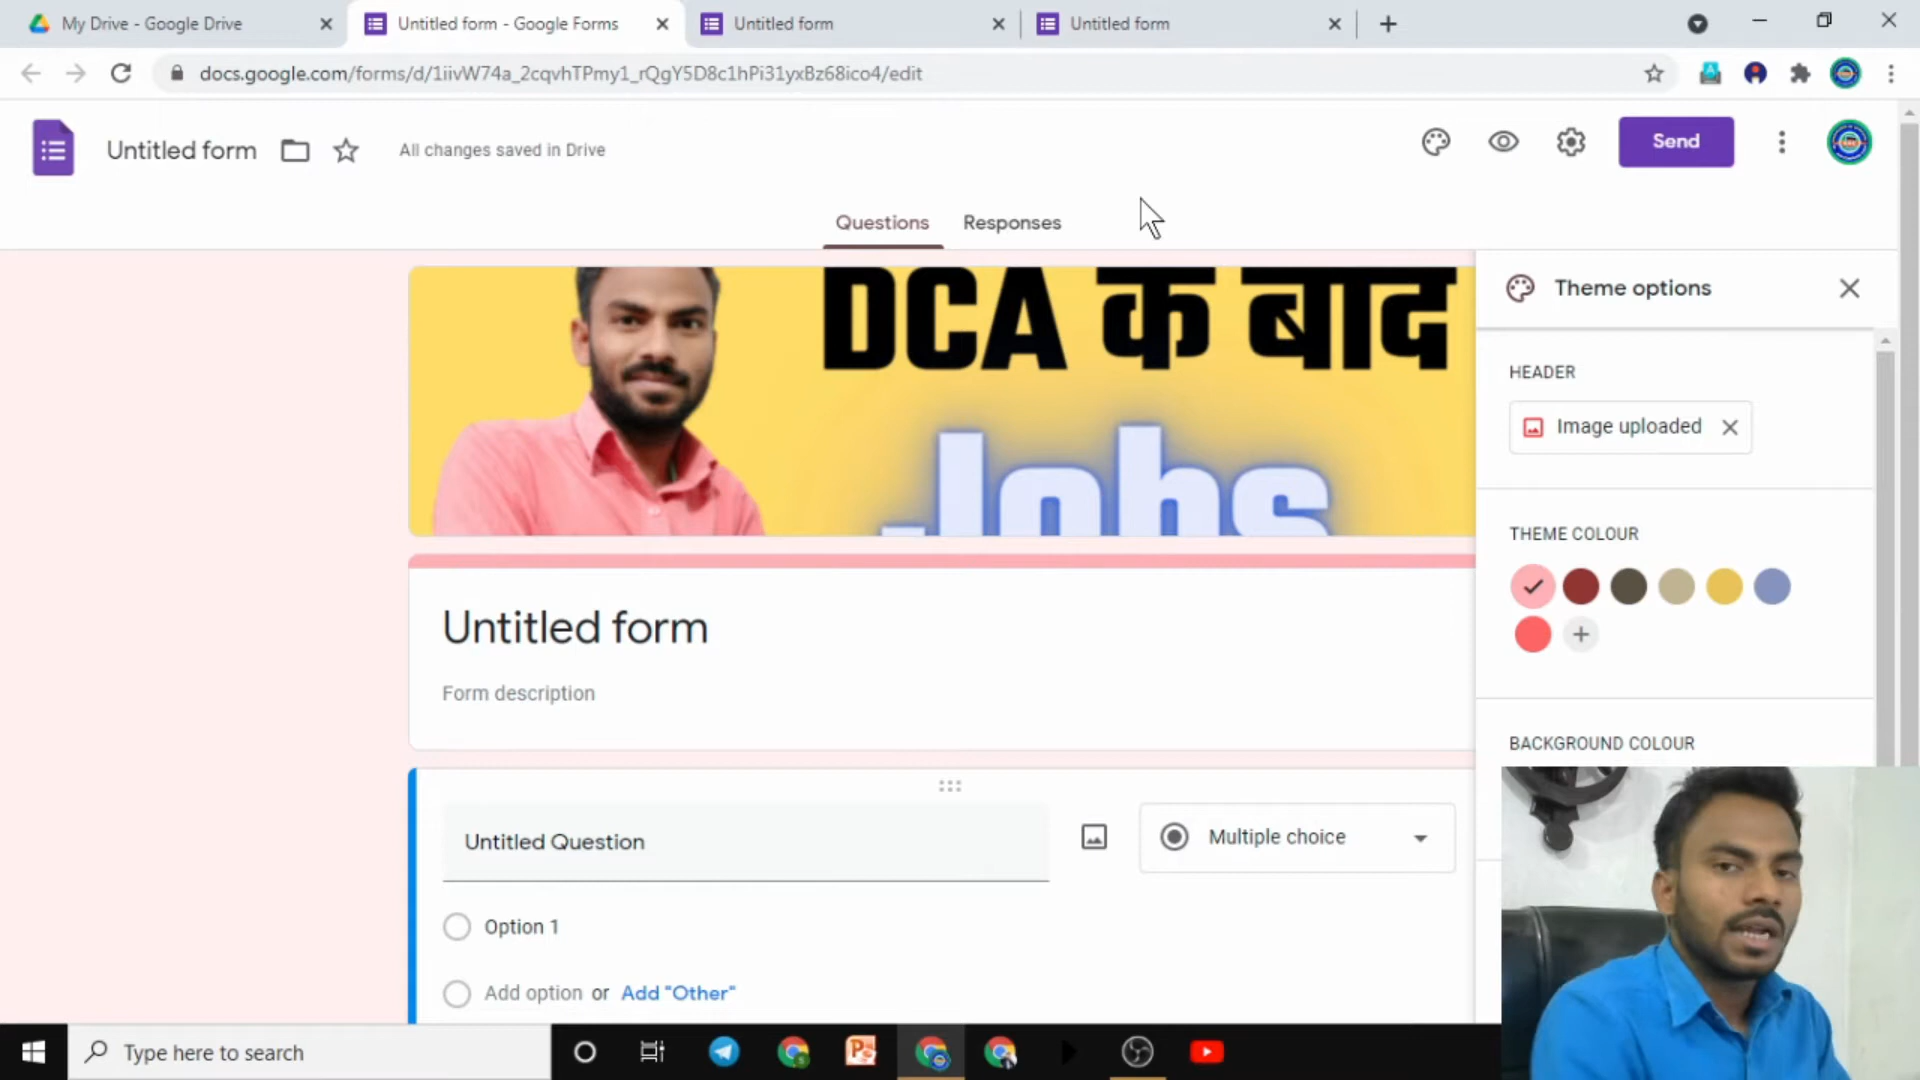 My Drive - Google Drive
Untitled form - Google Forms
Untitled form
Untitled form
docs.google.com/forms/d/1iivW74a_2cqvhTPmy1_rQgY5D8c1hPi31yxBz68ico4/edit
Untitled form
All changes saved in Drive
Send
Questions
Responses
DCA के बाद
Jobs
Theme options
HEADER
Image uploaded
THEME COLOUR
Untitled form
Form description
BACKGROUND COLOUR
Untitled Question
Multiple choice
Option 1
Add option or Add "Other"
Type here to search